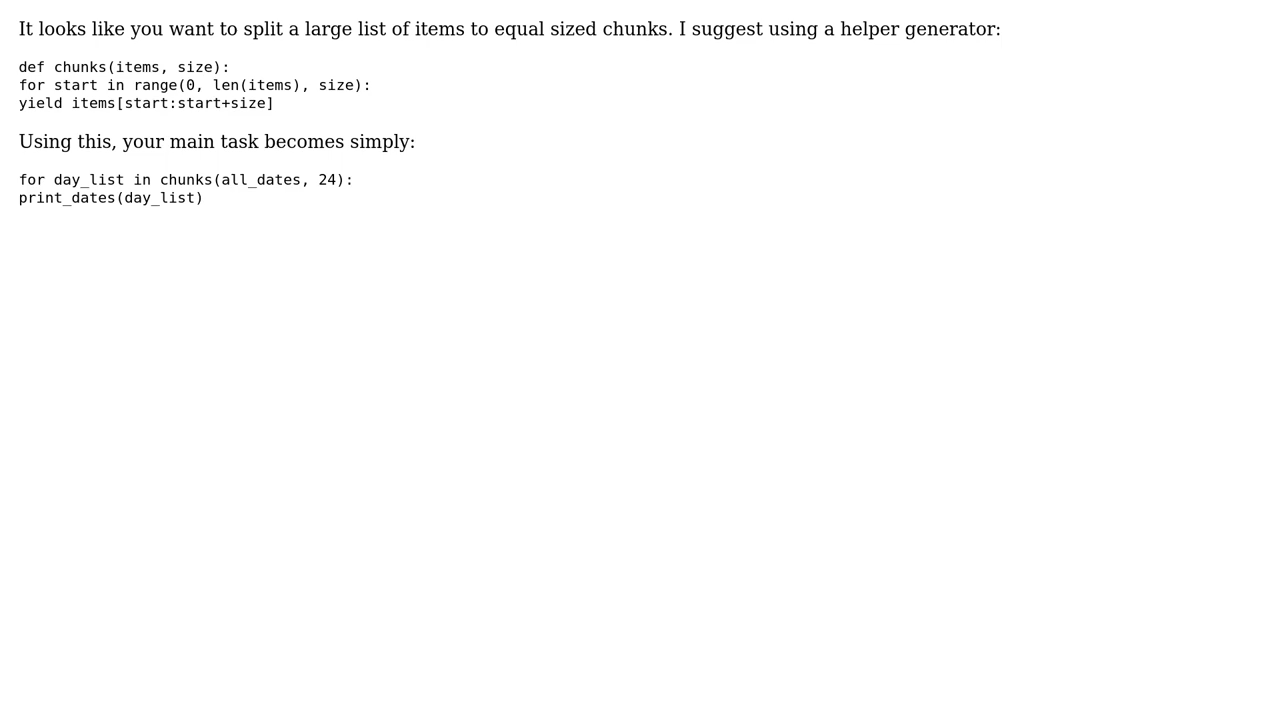 It looks like you want to split a large list of items to equal sized chunks. I suggest using a helper generator:
def chunks(items, size):
for start in range(0, len(items), size):
yield items[start:start+size]
Using this, your main task becomes simply:
for day_list in chunks(all_dates, 24):
print_dates(day_list)